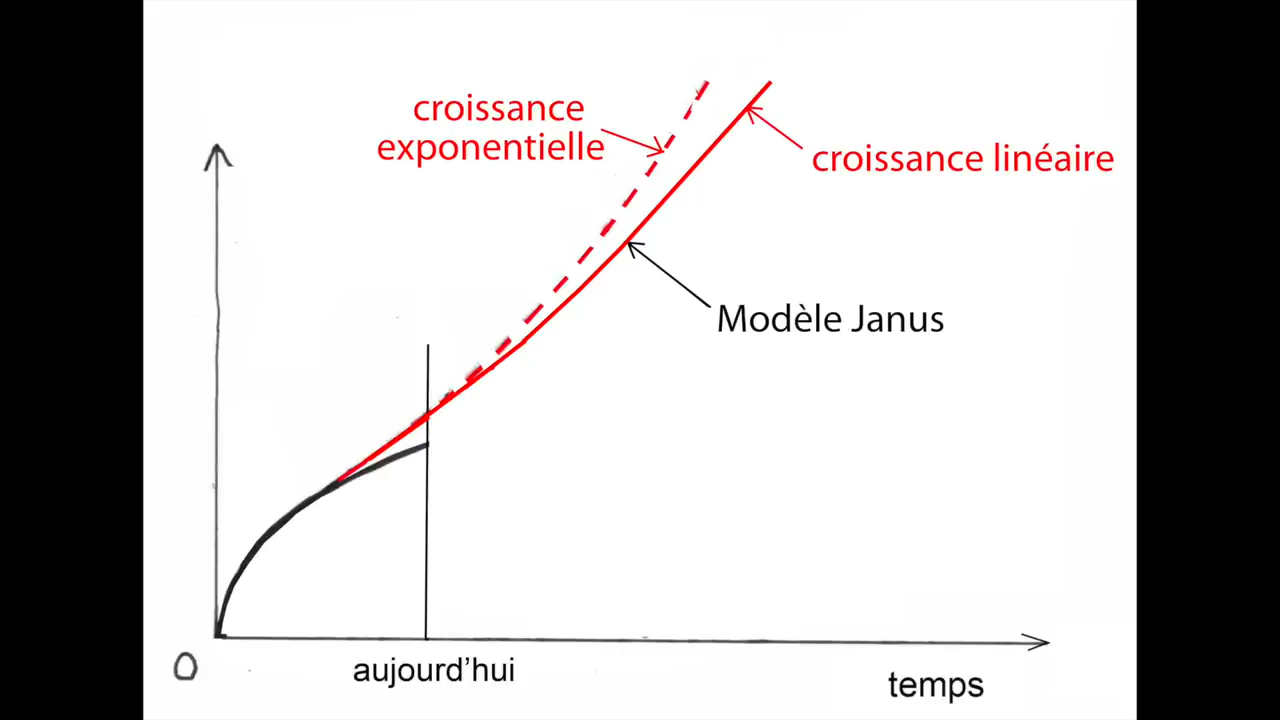 croissance
exponentielle
croissance linéaire
Modèle Janus
0
aujourd'hui
temps